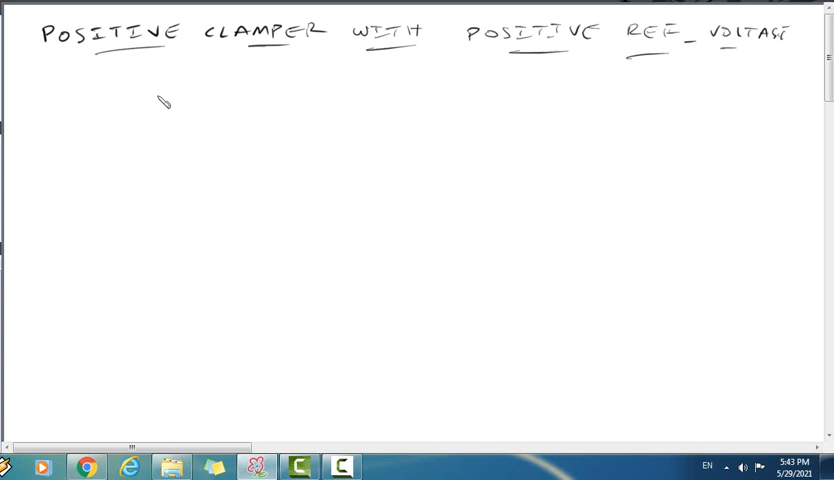 POSITIVE CLAMPER WITH POSITIVE REF_ VOLTAGE
EN
5:43 PM
5/29/2021